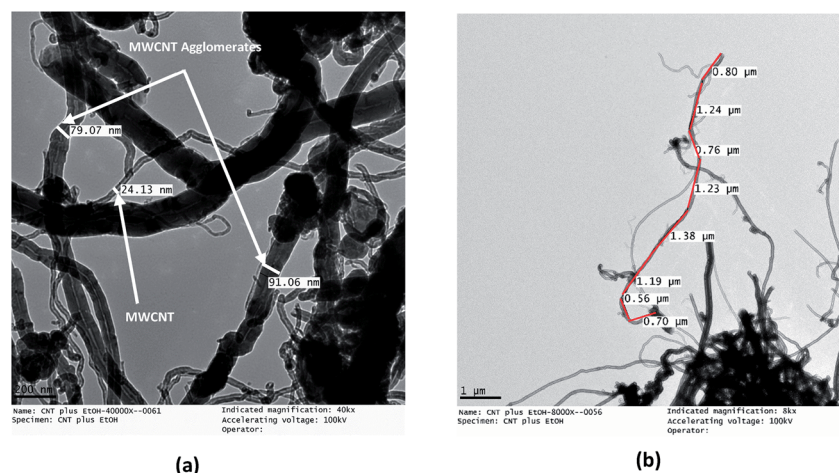 MWCNT Agglomerates
79.07 nm
24.13 nm
91.06 nm
MWCNT
200 nm
Name: CNT plus EtOH-40000X--0061
Specimen: CNT plus EtOH
Indicated magnification: 40kx
Accelerating voltage: 100kV
Operator:
(a)
0.80 µm
1.24 µm
0.76 µm
1.23 µm
1.38 µm
1.19 µm
0.56 µm
0.70 µm
1 µm
Name: CNT plus EtOH-8000X--0056
Specimen: CNT plus EtOH
Indicated magnification: 8kx
Accelerating voltage: 100kV
Operator:
(b)